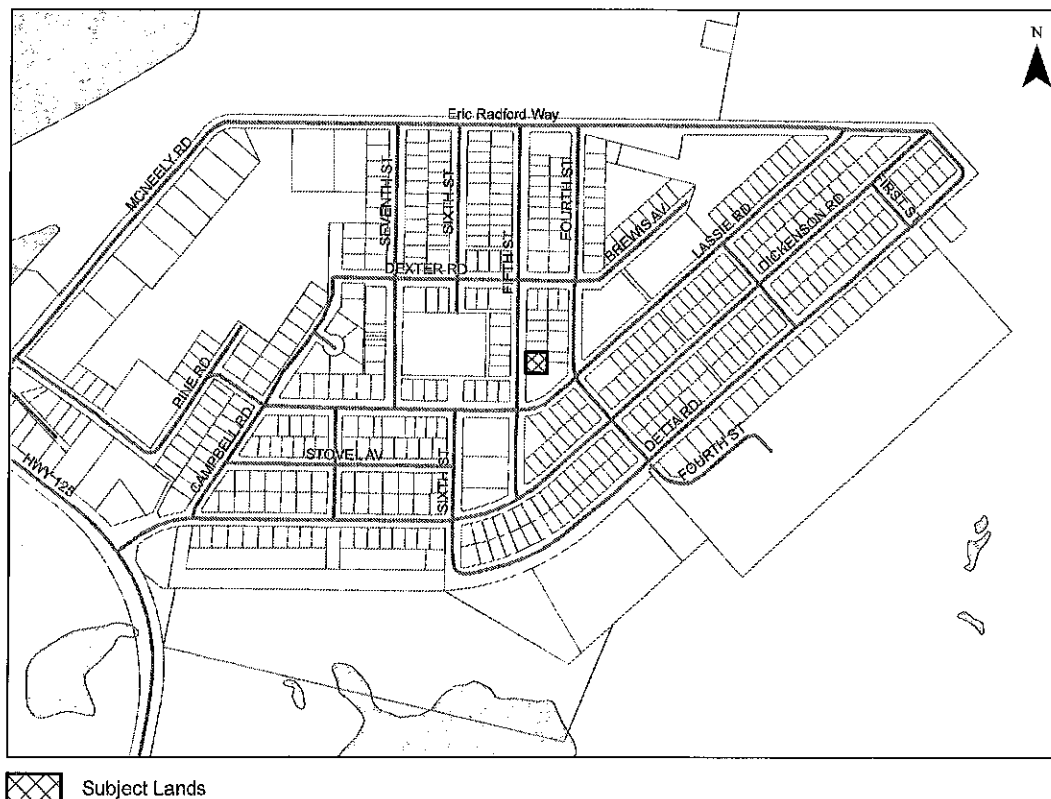 N
Eric Radford Way
MCNEELY RD
SEVENTH ST
SIXTH ST
FIFTH ST
FOURTH ST
BREWIS AV
LASSIE RD
DICKENSON RD
FIRST S
DEXTER RD
PINE RD
CAMPBELL RD
STOVEL AV
SIXTH ST
DETTA RD
FOURTH ST
HWY 125
Subject Lands